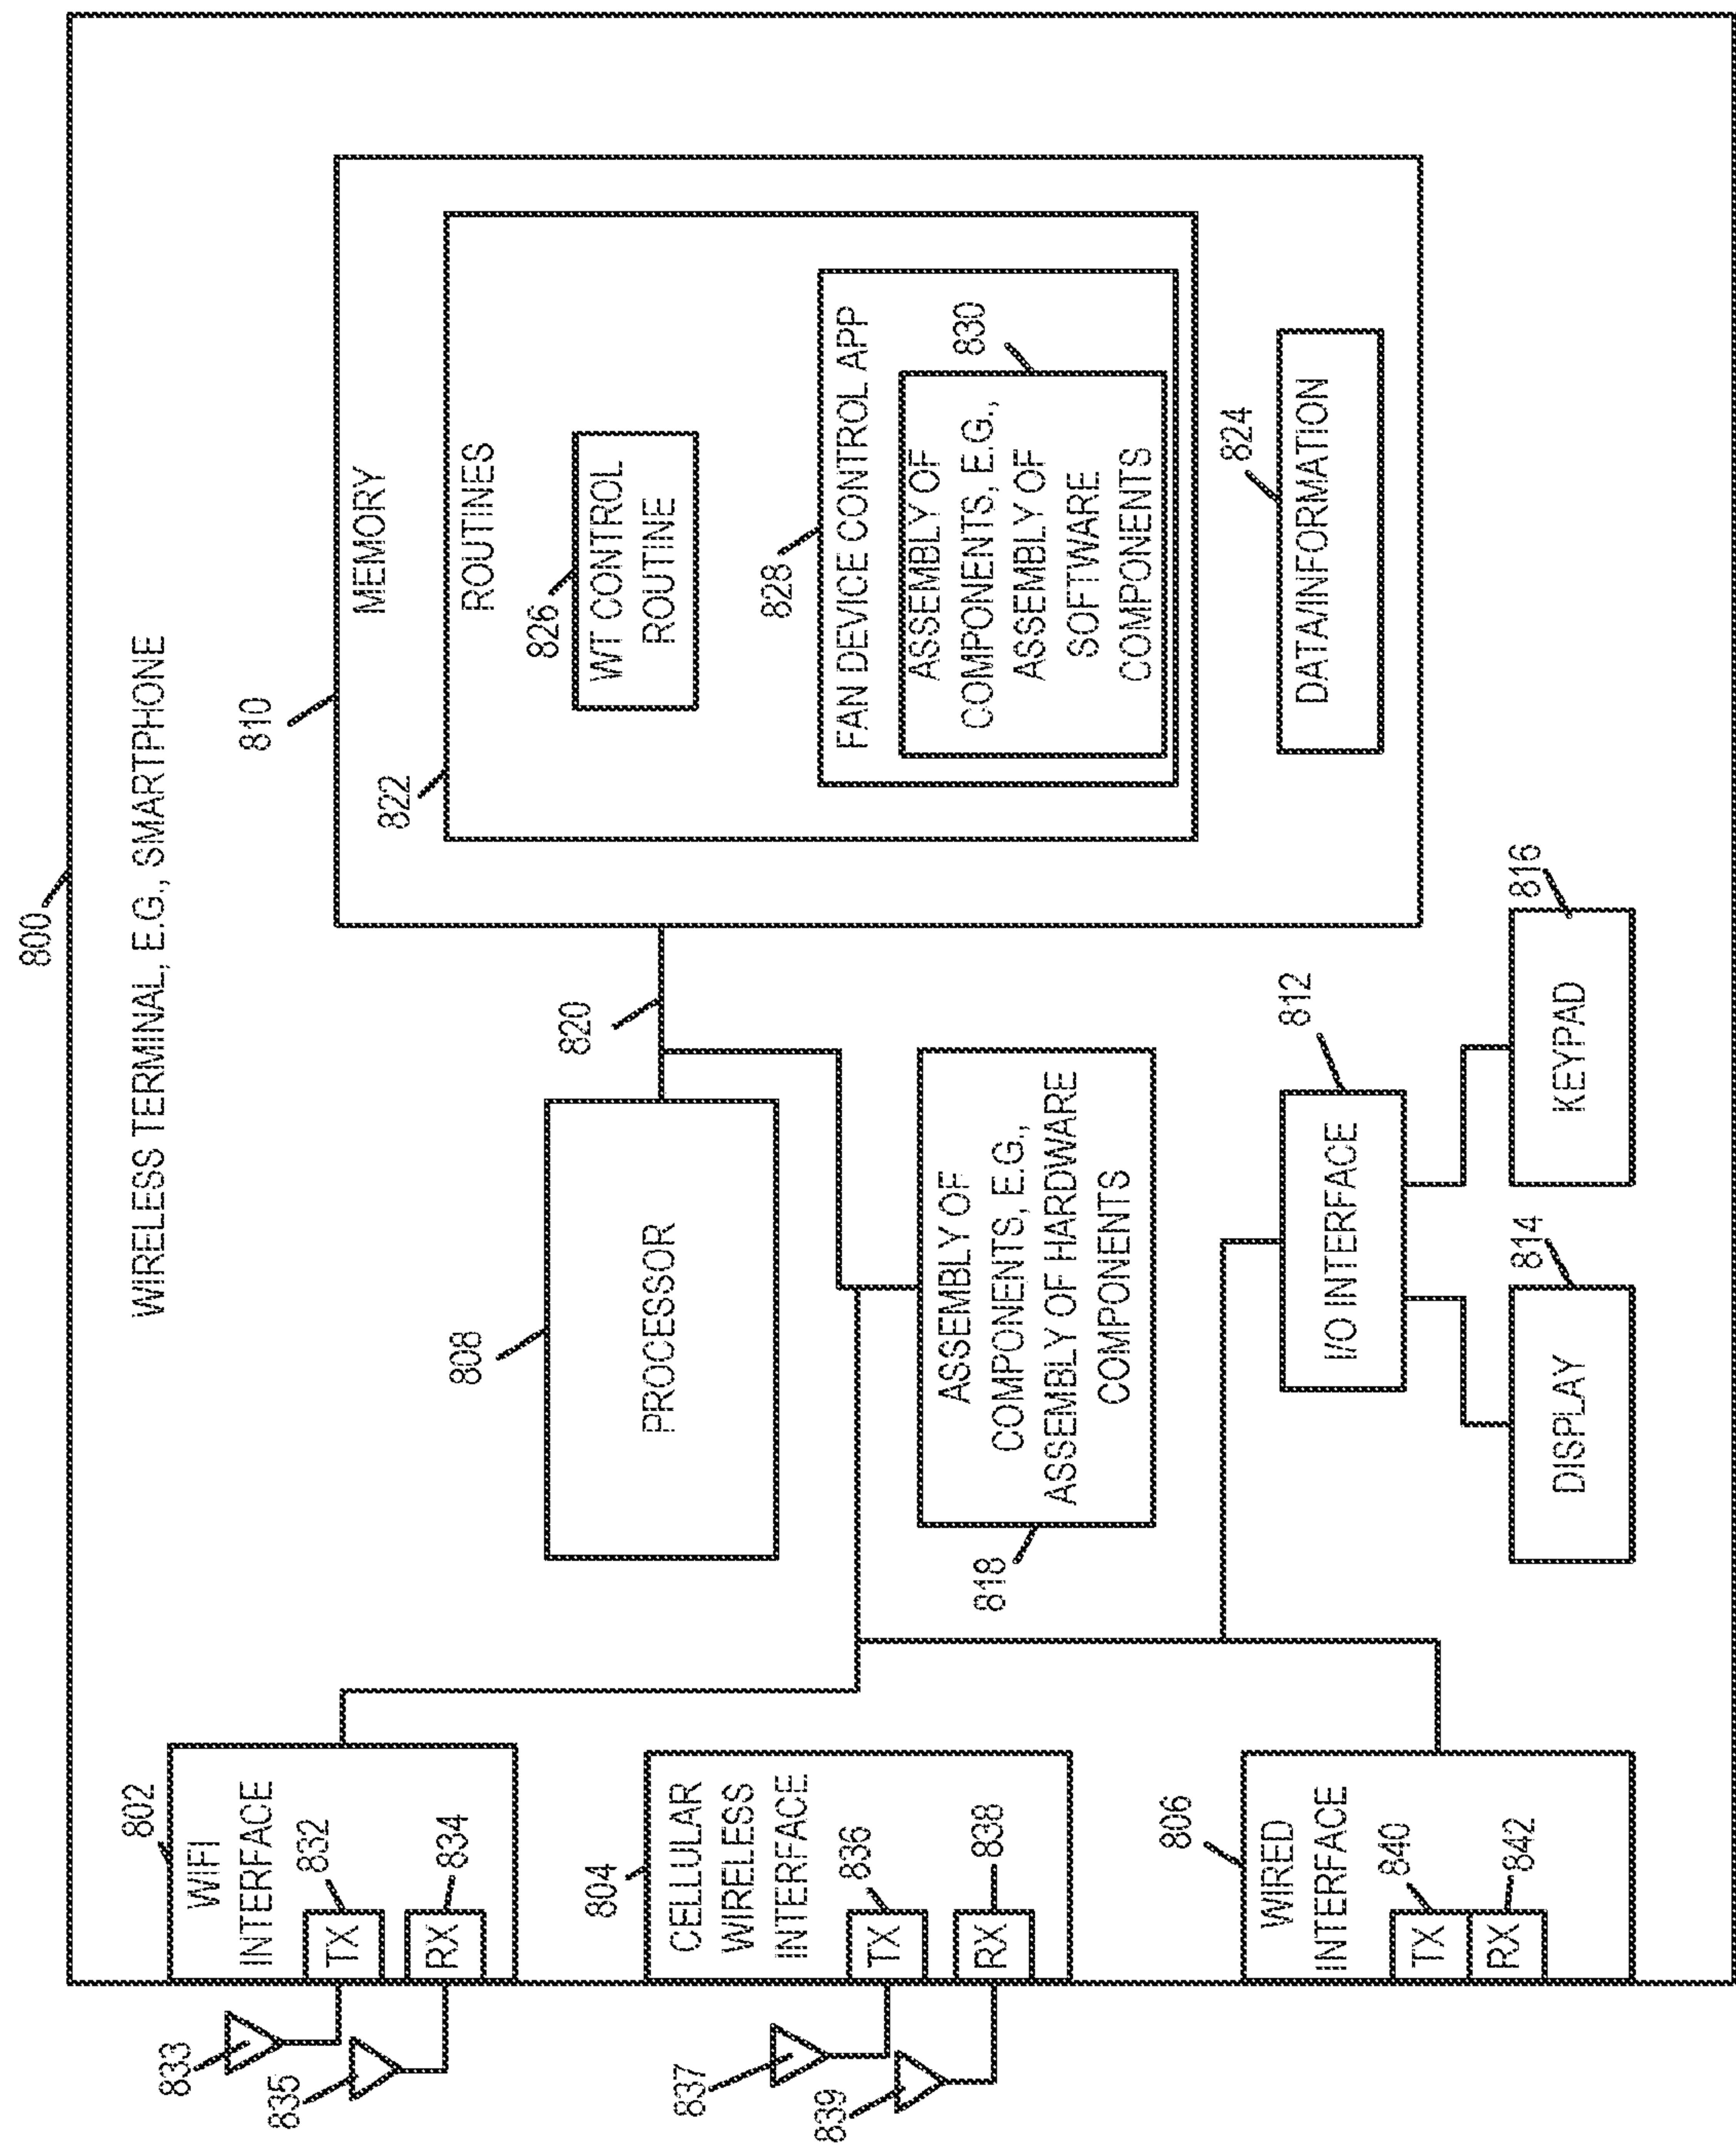 800
WIRELESS TERMINAL, E.G., SMARTPHONE
802
WIFI
INTERFACE
TX
832
RX
834
833
835
804
CELLULAR
WIRELESS
INTERFACE
TX
836
RX
838
837
839
806
WIRED
INTERFACE
TX
840
RX
842
808
PROCESSOR
820
818
ASSEMBLY OF
COMPONENTS, E.G.,
ASSEMBLY OF HARDWARE
COMPONENTS
812
I/O INTERFACE
814
DISPLAY
816
KEYPAD
810
MEMORY
822
ROUTINES
826
WT CONTROL
ROUTINE
828
FAN DEVICE CONTROL APP
830
ASSEMBLY OF
COMPONENTS, E.G.,
ASSEMBLY OF
SOFTWARE
COMPONENTS
824
DATA/INFORMATION